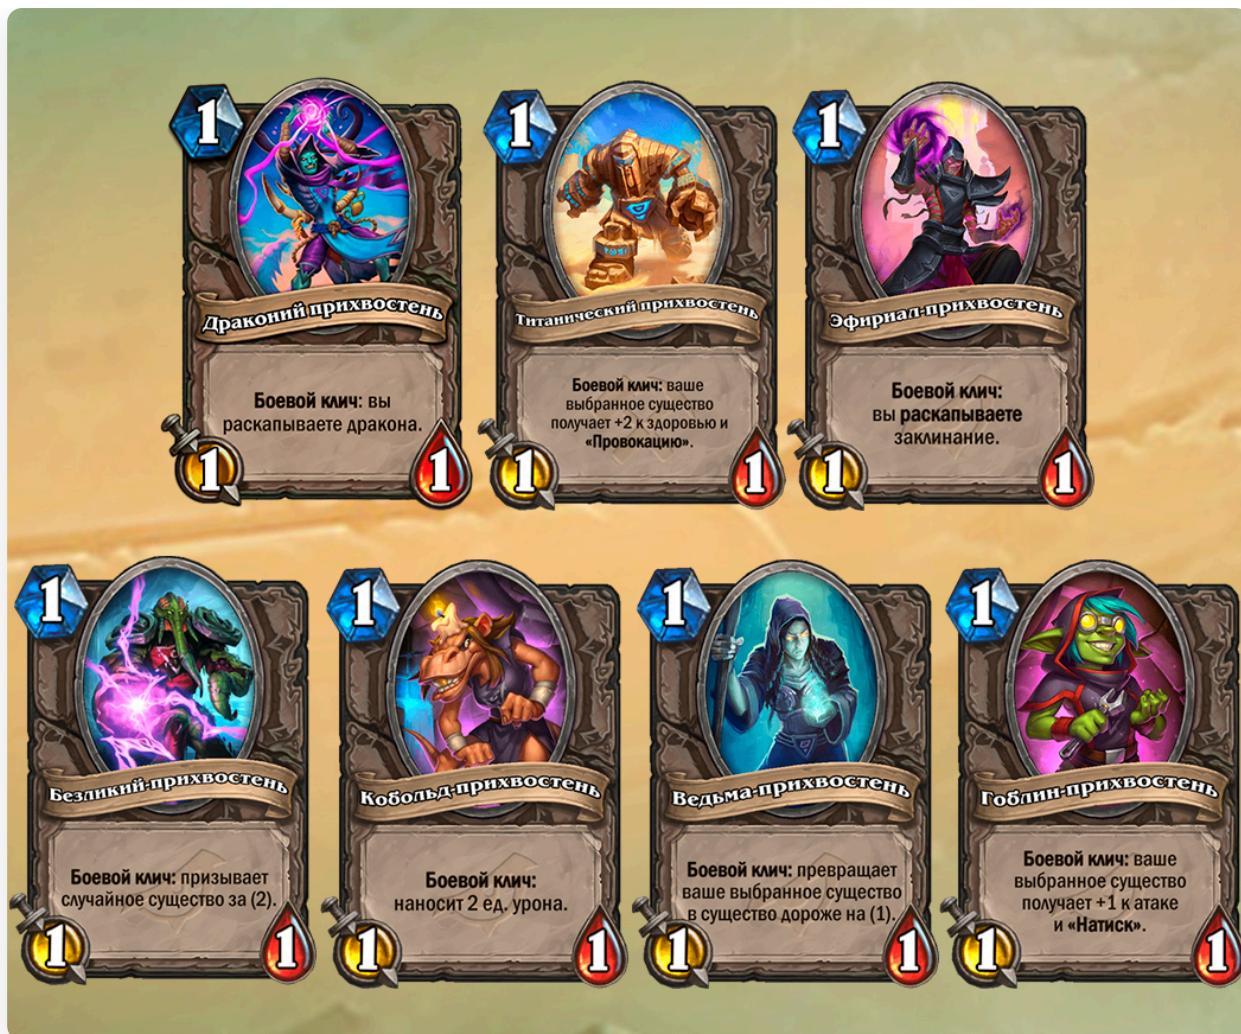 1
Драконий прихвостень
Боевой клич: вы
раскапываете дракона.
1
1
1
Титанический прихвостень
Боевой клич: ваше
выбранное существо
получает +2 к здоровью и
«Провокацию».
1
1
1
Эфириал-прихвостень
Боевой клич:
вы раскапываете
заклинание.
1
1
1
Безликий-прихвостень
Боевой клич: призывает
случайное существо за (2).
1
1
1
Кобольд-прихвостень
Боевой клич:
наносит 2 ед. урона.
1
1
1
Ведьма-прихвостень
Боевой клич: превращает
ваше выбранное существо
в существо дороже на (1).
1
1
1
Гоблин-прихвостень
Боевой клич: ваше
выбранное существо
получает +1 к атаке
и «Натиск».
1
1